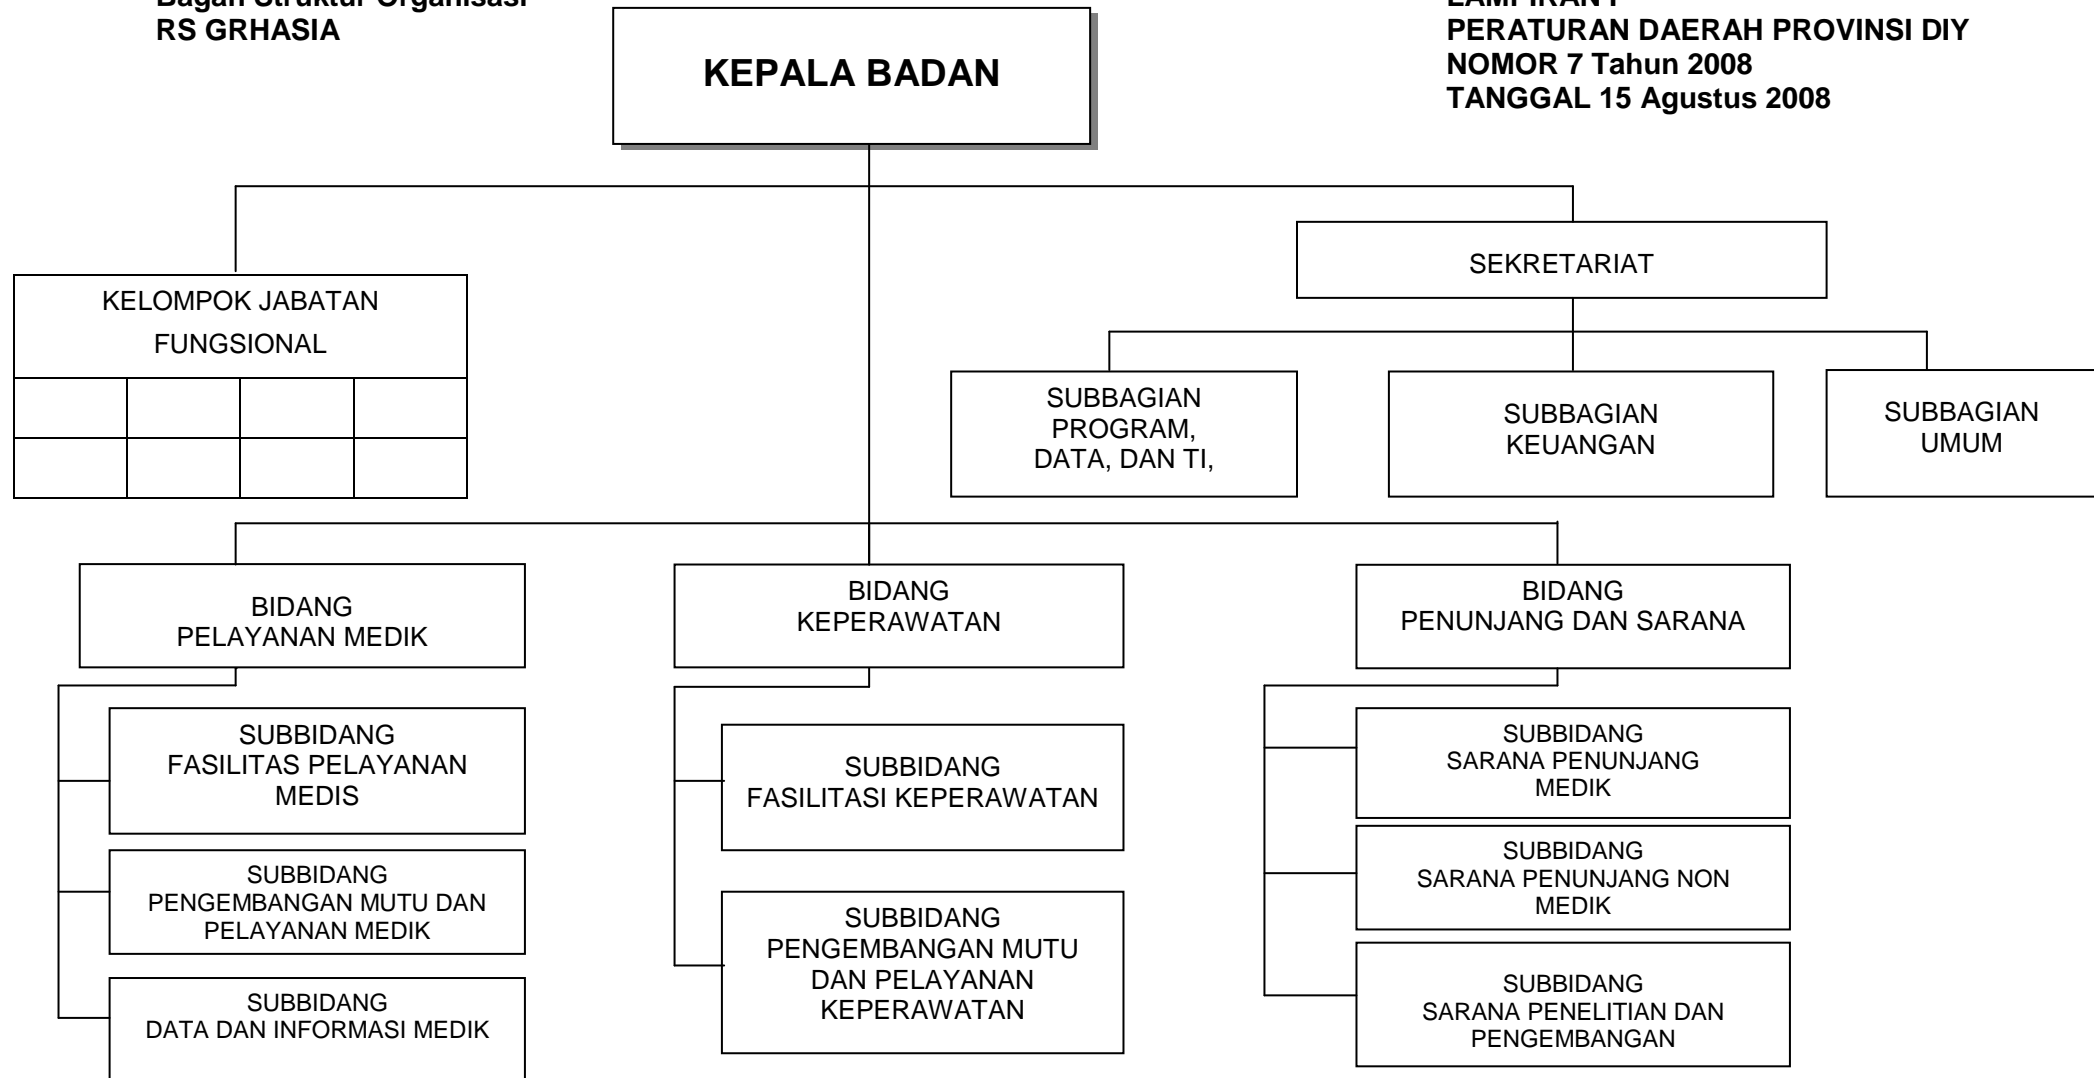 Bagan Struktur Organisasi
RS GRHASIA
LAMPIRAN I
PERATURAN DAERAH PROVINSI DIY
NOMOR 7 Tahun 2008
TANGGAL 15 Agustus 2008
KEPALA BADAN
SEKRETARIAT
KELOMPOK JABATAN
FUNGSIONAL
SUBBAGIAN
PROGRAM,
DATA, DAN TI,
SUBBAGIAN
KEUANGAN
SUBBAGIAN
UMUM
BIDANG
PELAYANAN MEDIK
BIDANG
KEPERAWATAN
BIDANG
PENUNJANG DAN SARANA
SUBBIDANG
FASILITAS PELAYANAN
MEDIS
SUBBIDANG
PENGEMBANGAN MUTU DAN
PELAYANAN MEDIK
SUBBIDANG
DATA DAN INFORMASI MEDIK
SUBBIDANG
FASILITASI KEPERAWATAN
SUBBIDANG
PENGEMBANGAN MUTU
DAN PELAYANAN
KEPERAWATAN
SUBBIDANG
SARANA PENUNJANG
MEDIK
SUBBIDANG
SARANA PENUNJANG NON
MEDIK
SUBBIDANG
SARANA PENELITIAN DAN
PENGEMBANGAN